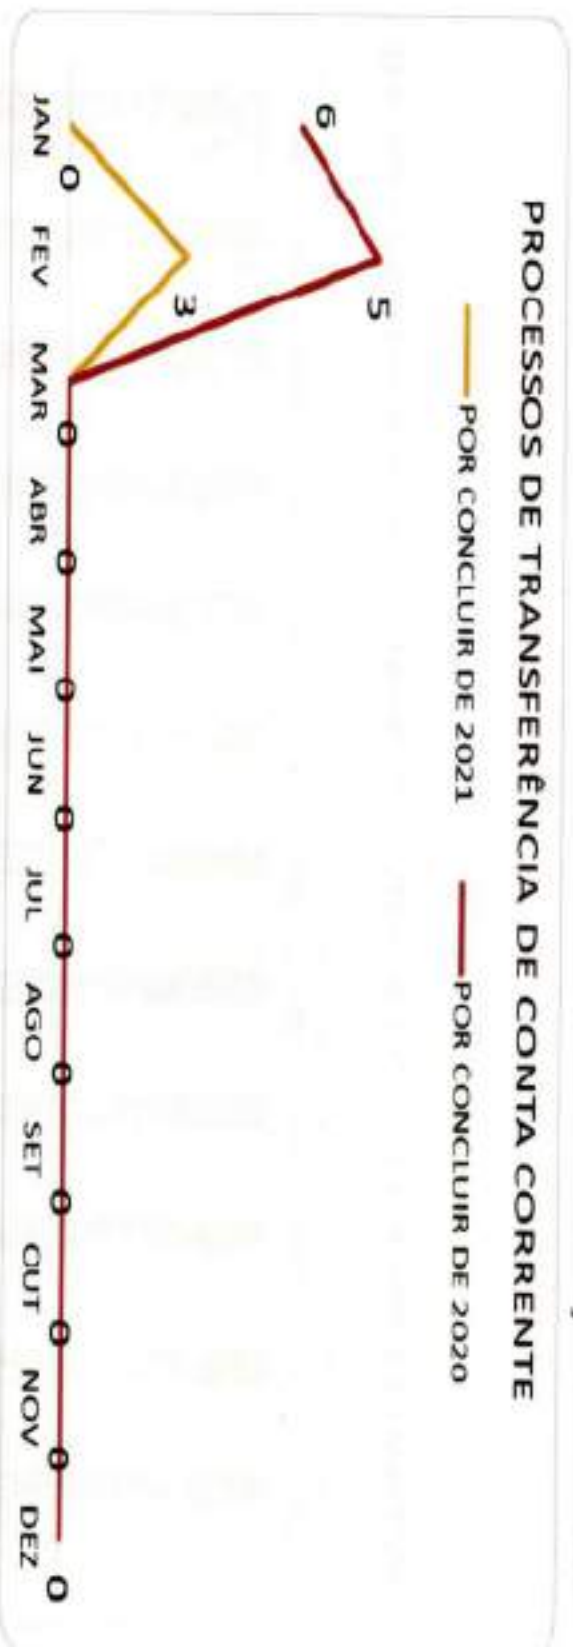 PROCESSOS DE TRANSFERÊNCIA DE CONTA CORRENTE
POR CONCLUIR DE 2021 POR CONCLUIR DE 2020
5
6
3
0 0 0 0 0 0 0 0 0 0 0
JAN FEV MAR ABR MAI JUN JUL AGO SET OUT NOV DEZ